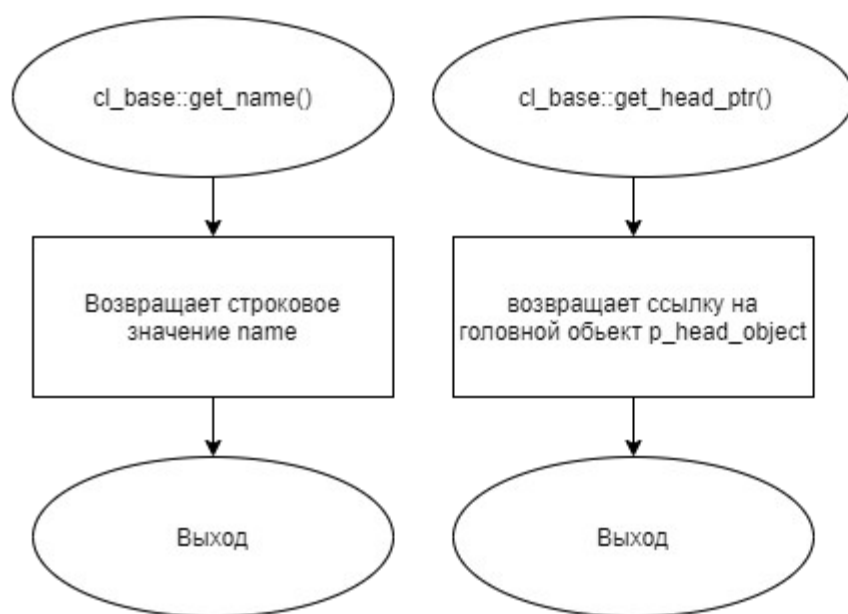 cl_base::get_name()
Возвращает строковое
значение name
Выход
cl_base::get_head_ptr()
возвращает ссылку на
головной обьект p_head_object
Выход